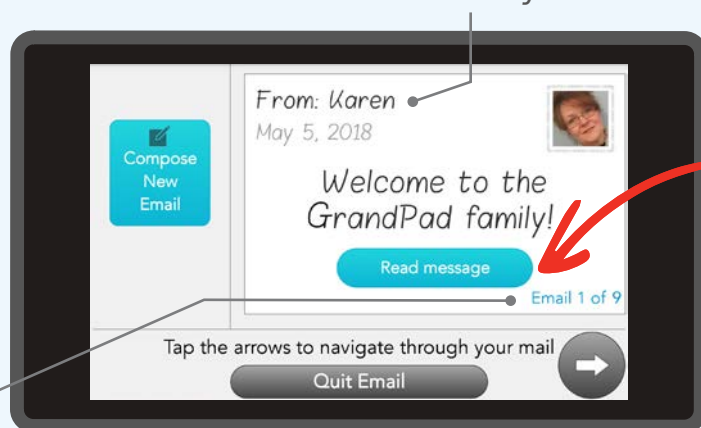 From: Karen
May 5, 2018
Compose
New
Email
Welcome to the
GrandPad family!
Read message
Email 1 of 9
Tap the arrows to navigate through your mail
Quit Email